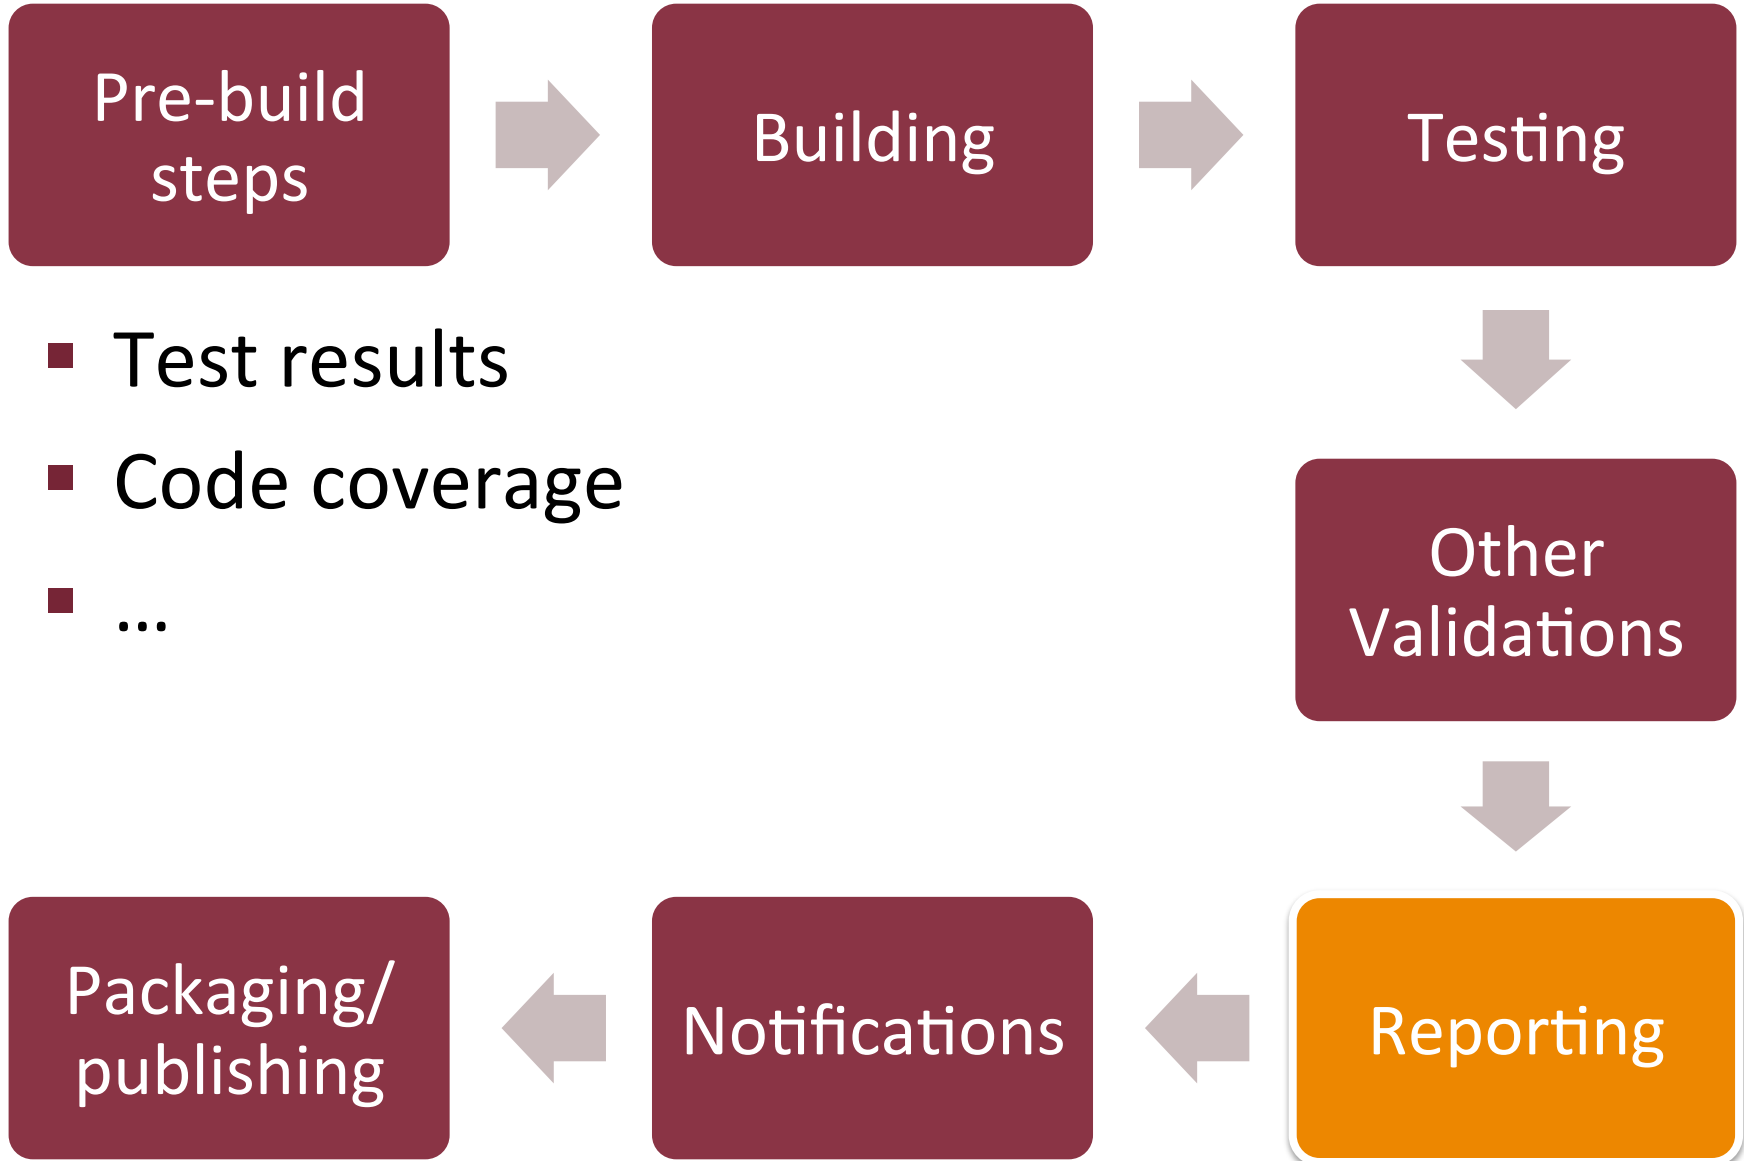 Pre-build
steps
Building
Testing
▪ Test results
▪ Code coverage
▪ ...
Other
Validations
Reporting
Notifications
Packaging/
publishing